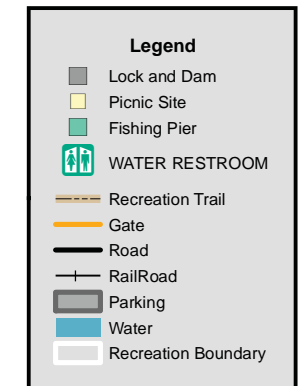 Legend
Lock and Dam
Picnic Site
Fishing Pier
WATER RESTROOM
Recreation Trail
Gate
Road
RailRoad
Parking
Water
Recreation Boundary